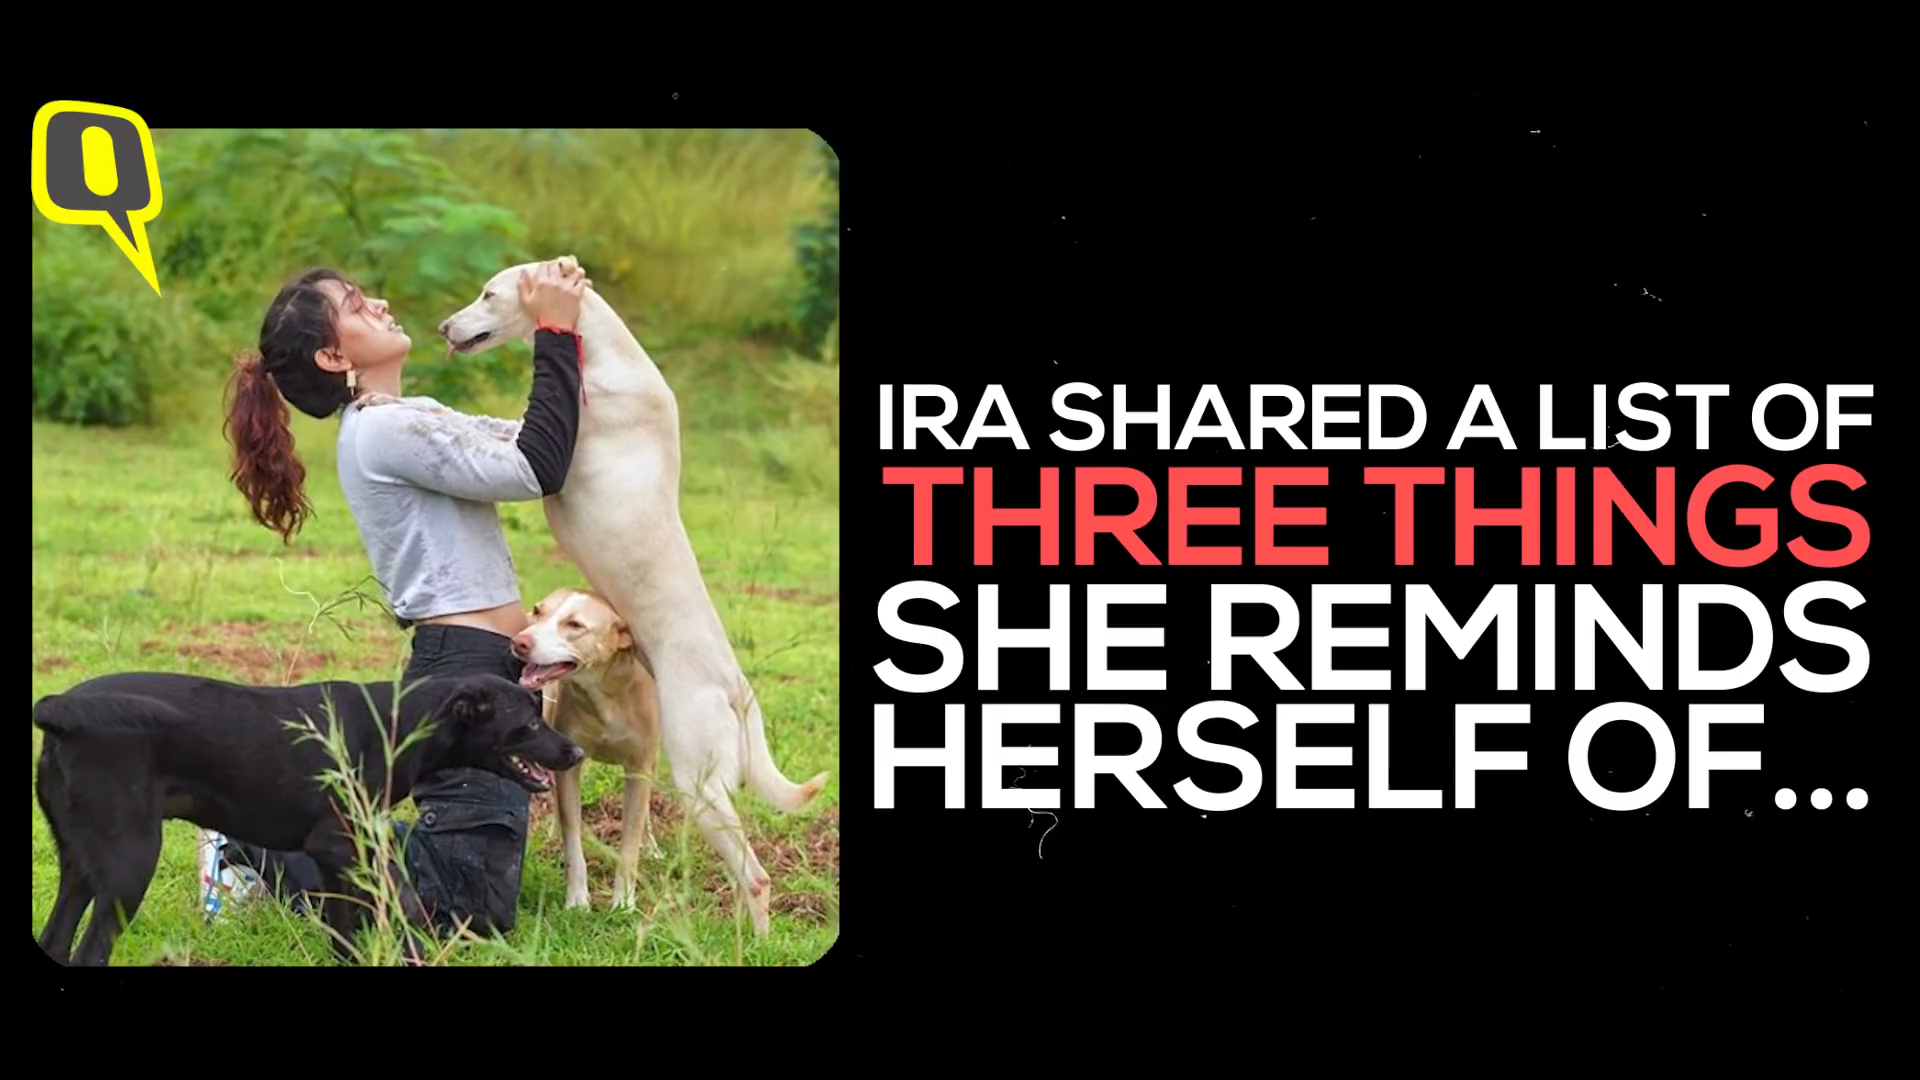 Q
IRA SHARED A LIST OF
THREE THINGS
SHE REMINDS
HERSELF OF...